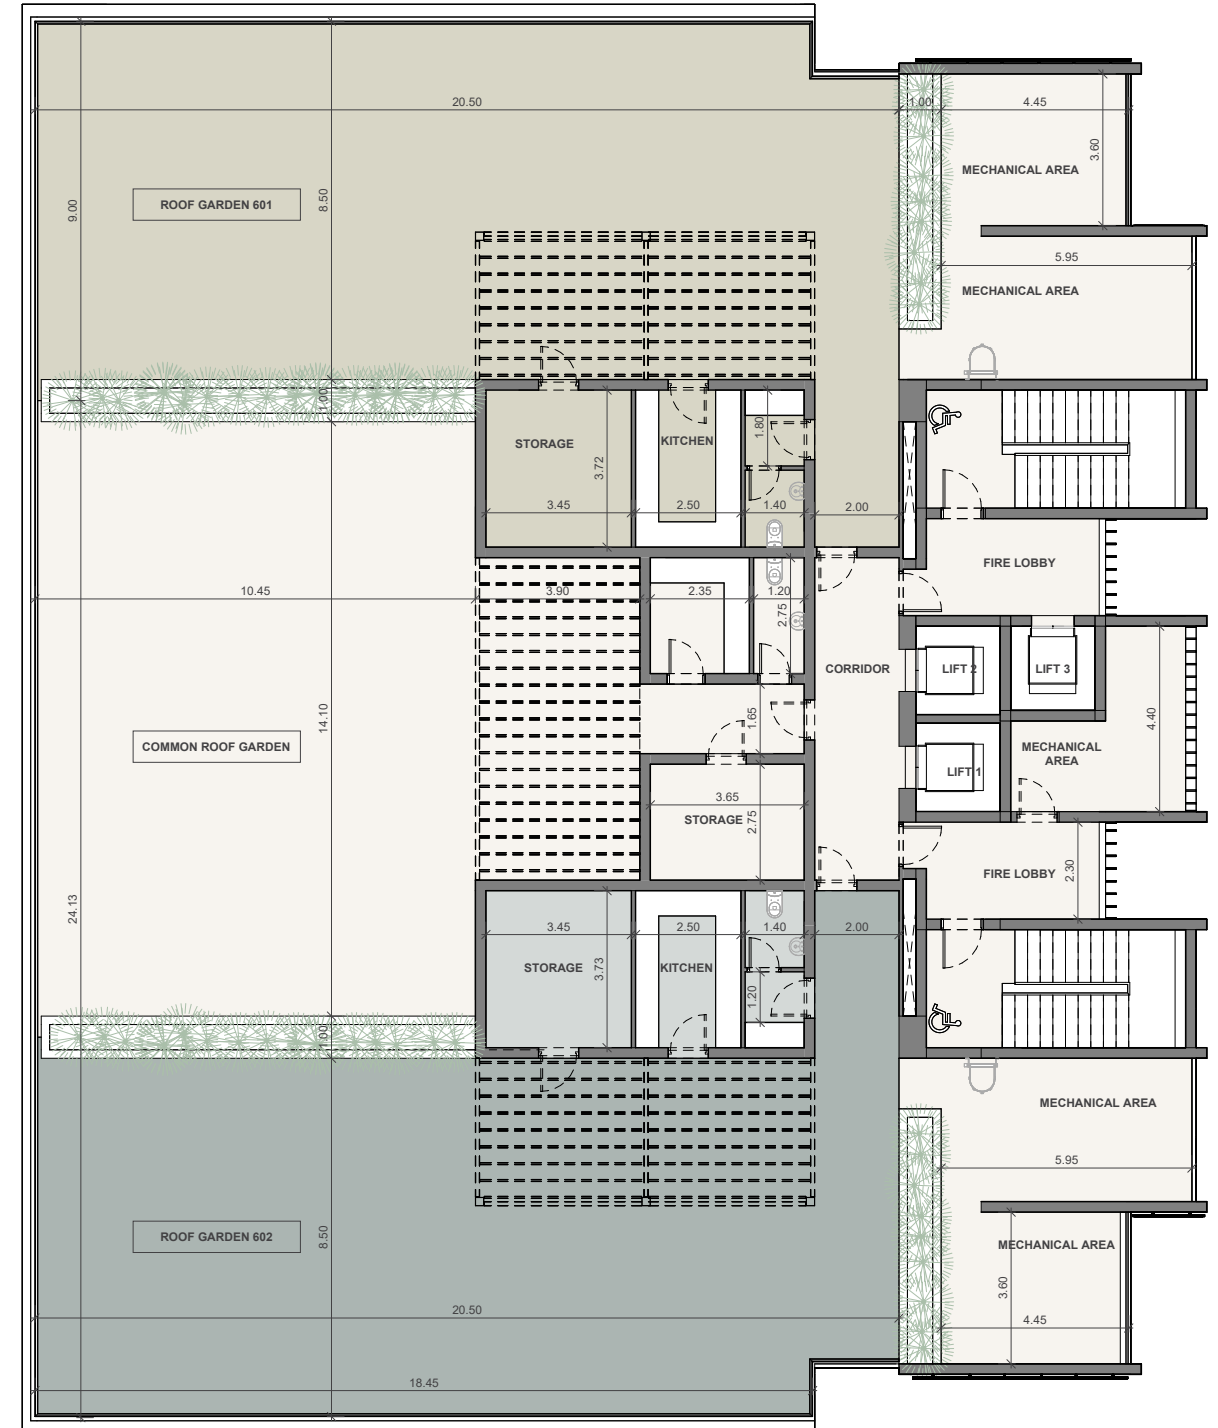 20.50
1.00
4.45
3.60
MECHANICAL AREA
9.00
8.50
ROOF GARDEN 601
5.95
MECHANICAL AREA
1.00
STORAGE
3.72
KITCHEN
1.80
3.45
2.50
1.40
2.00
FIRE LOBBY
10.45
3.90
2.35
1.20
2.75
CORRIDOR
LIFT 2
LIFT 3
14.10
1.65
4.40
COMMON ROOF GARDEN
MECHANICAL
AREA
LIFT 1
3.65
STORAGE
2.75
FIRE LOBBY
2.30
24.13
3.45
2.50
1.40
2.00
STORAGE
3.73
KITCHEN
1.20
1.00
MECHANICAL AREA
5.95
ROOF GARDEN 602
8.50
MECHANICAL AREA
3.60
20.50
4.45
18.45